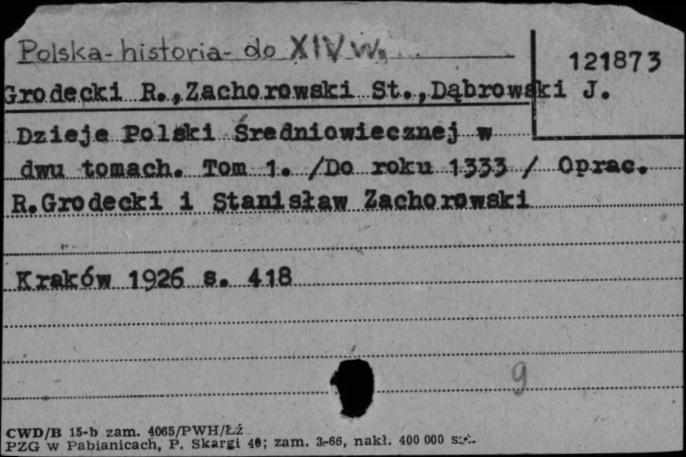 Polska-historia-do XIV w.
121873
Grodecki R.,Zachorowski St.,Dąbrowski J.
Dzieje Polski Średniowiecznej w
dwu tomach. Tom 1. /Do roku 1333 / Oprac.
R.Grodecki i Stanisław Zachorowski
Kraków 1926 s. 418
9
CWD/B 15-b zam. 4065/PWH/Łź
PZG w Pabianicach, P. Skargi 40; zam. 3-66, nakł. 400 000 szt.